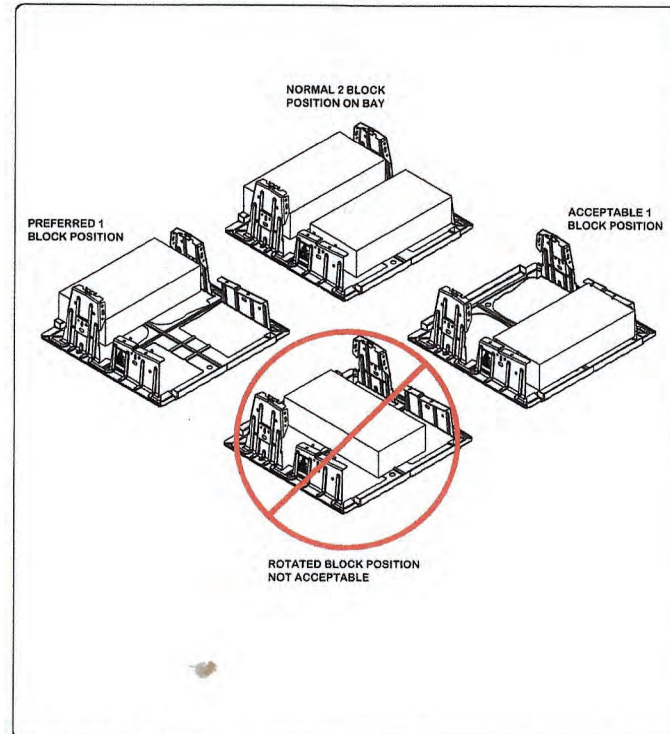 NORMAL 2 BLOCK
POSITION ON BAY
PREFERRED 1
BLOCK POSITION
ACCEPTABLE 1
BLOCK POSITION
ROTATED BLOCK POSITION
NOT ACCEPTABLE